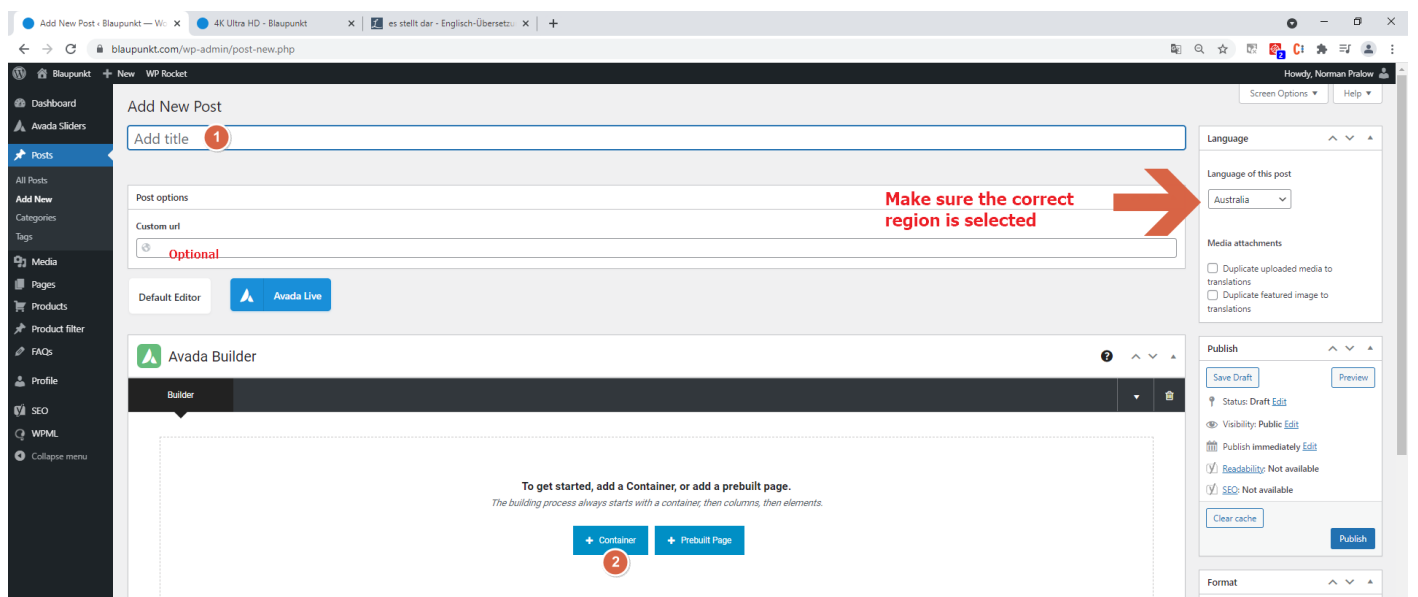 Add New Post ‹ Blaupunkt — Wo
4K Ultra HD - Blaupunkt
es stellt dar - Englisch-Übersetzu
blaupunkt.com/wp-admin/post-new.php
2
Blaupunkt
New
WP Rocket
Howdy, Norman Pralow
Dashboard
Avada Sliders
Posts
All Posts
Add New
Categories
Tags
Media
Pages
Products
Product filter
FAQs
Profile
SEO
WPML
Collapse menu
Add New Post
Screen Options
Help
Add title
1
Post options
Custom url
Optional
Make sure the correct
region is selected
Default Editor
Avada Live
Avada Builder
Builder
To get started, add a Container, or add a prebuilt page.
The building process always starts with a container, then columns, then elements.
+ Container
+ Prebuilt Page
2
Language
Language of this post
Australia
Media attachments
Duplicate uploaded media to
translations
Duplicate featured image to
translations
Publish
Save Draft
Preview
Status: Draft Edit
Visibility: Public Edit
Publish immediately Edit
Readability: Not available
SEO: Not available
Clear cache
Publish
Format